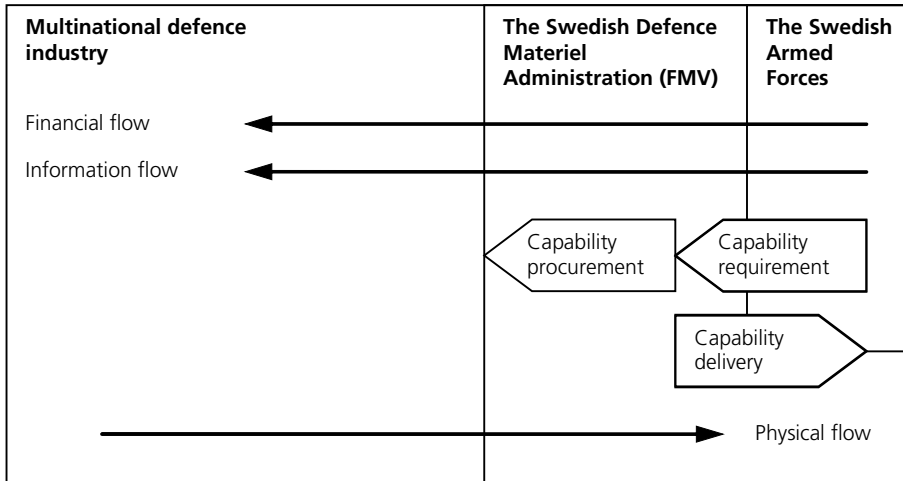 Multinational defence
industry
The Swedish Defence
Materiel
Administration (FMV)
The Swedish
Armed
Forces
Financial flow
Information flow
Capability
procurement
Capability
requirement
Capability
delivery
Physical flow